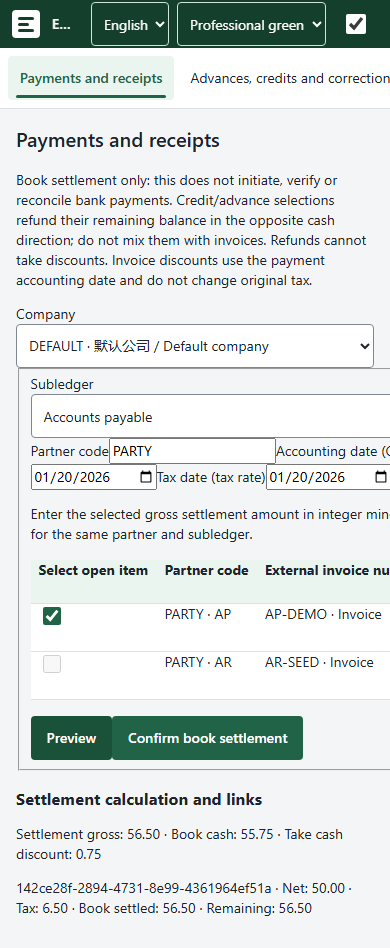 E...
English
Professional green
Payments and receipts
Advances, credits and correction
Payments and receipts
Book settlement only: this does not initiate, verify or
reconcile bank payments. Credit/advance selections
refund their remaining balance in the opposite cash
direction; do not mix them with invoices. Refunds cannot
take discounts. Invoice discounts use the payment
accounting date and do not change original tax.
Company
DEFAULT · 默认公司 / Default company
Subledger
Accounts payable
Partner code PARTY Accounting date (
01/20/2026 Tax date (tax rate) 01/20/2026
Enter the selected gross settlement amount in integer min
for the same partner and subledger.
Select open item Partner code External invoice nu
PARTY · AP AP-DEMO · Invoice
PARTY · AR AR-SEED · Invoice
Preview
Confirm book settlement
Settlement calculation and links
Settlement gross: 56.50 · Book cash: 55.75 · Take cash
discount: 0.75
142ce28f-2894-4731-8e99-4361964ef51a · Net: 50.00 ·
Tax: 6.50 · Book settled: 56.50 · Remaining: 56.50